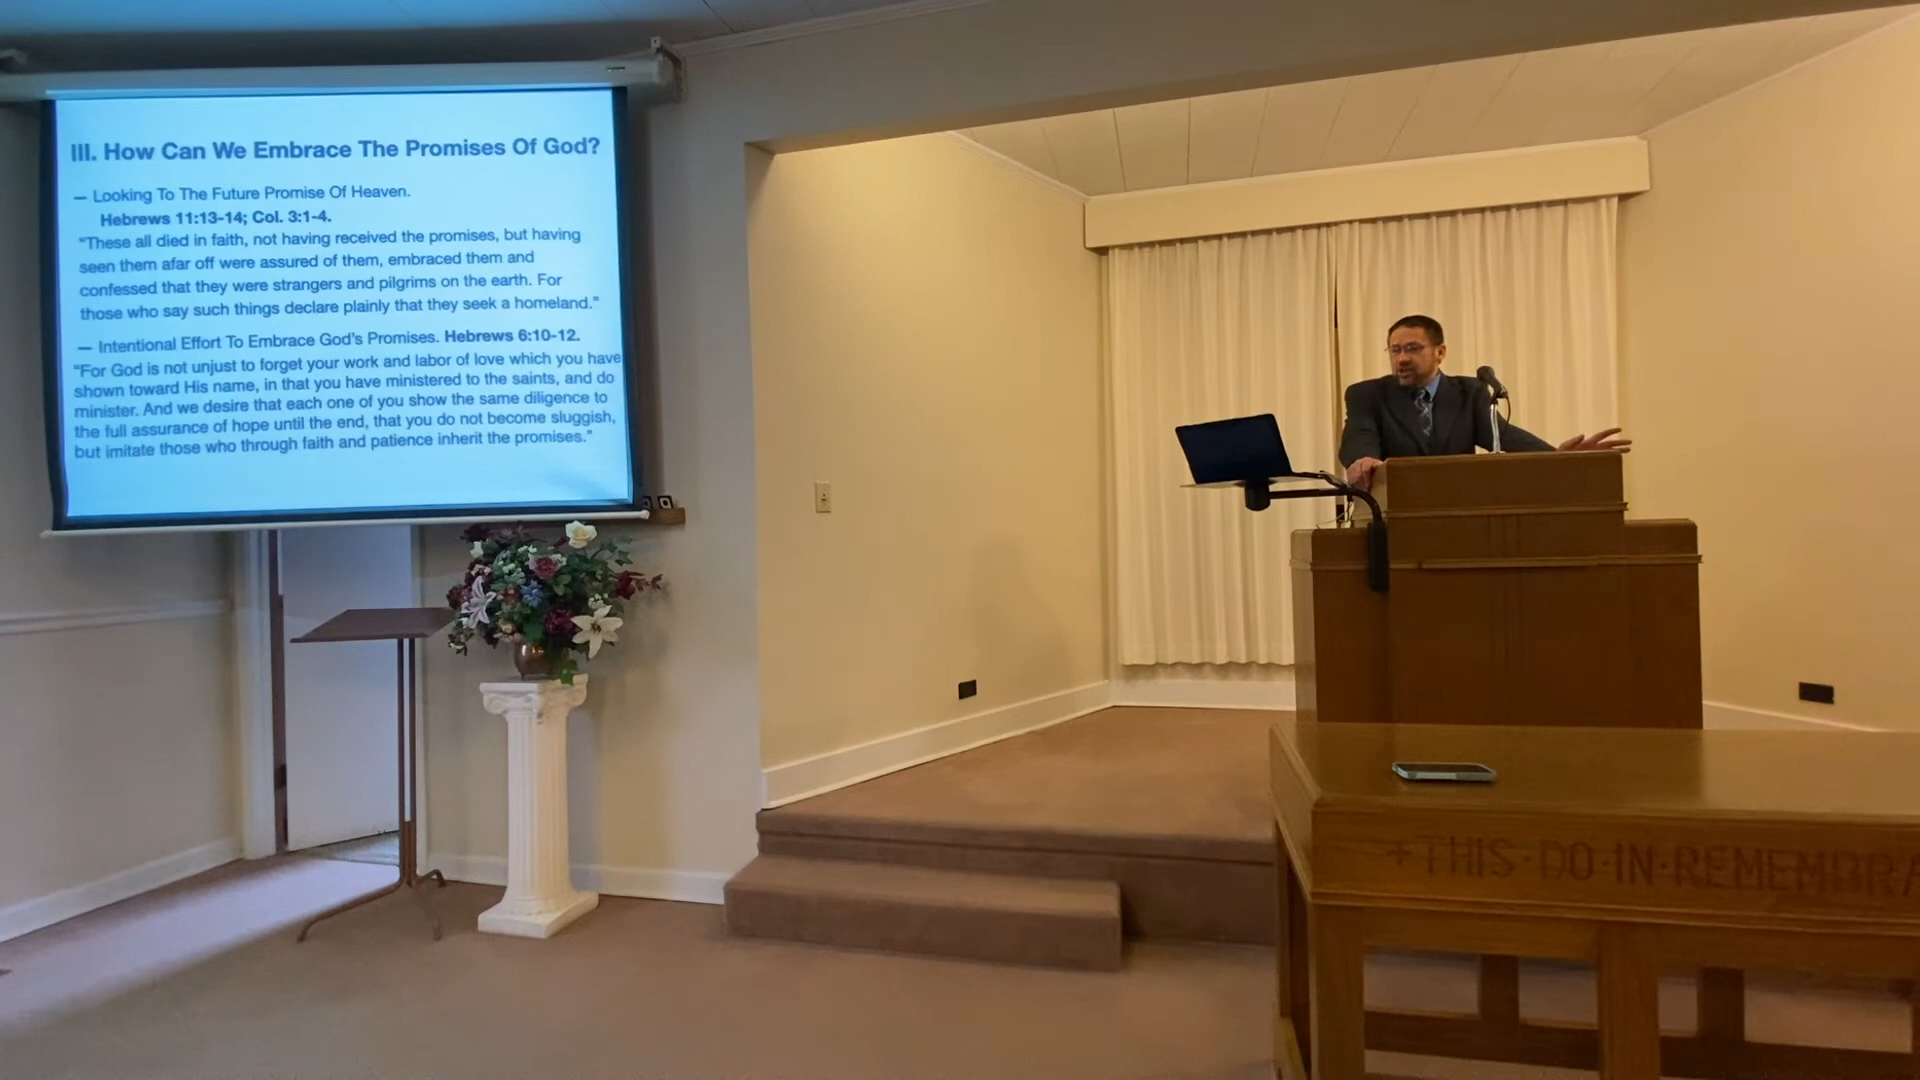 III. How Can We Embrace The Promises Of God?
— Looking To The Future Promise Of Heaven.
Hebrews 11:13-14; Col. 3:1-4.
“These all died in faith, not having received the promises, but having
seen them afar off were assured of them, embraced them and
confessed that they were strangers and pilgrims on the earth. For
those who say such things declare plainly that they seek a homeland.”
— Intentional Effort To Embrace God’s Promises. Hebrews 6:10-12.
“For God is not unjust to forget your work and labor of love which you have
shown toward His name, in that you have ministered to the saints, and do
minister. And we desire that each one of you show the same diligence to
the full assurance of hope until the end, that you do not become sluggish,
but imitate those who through faith and patience inherit the promises.”
+THIS·DO·IN·REMEMBRA